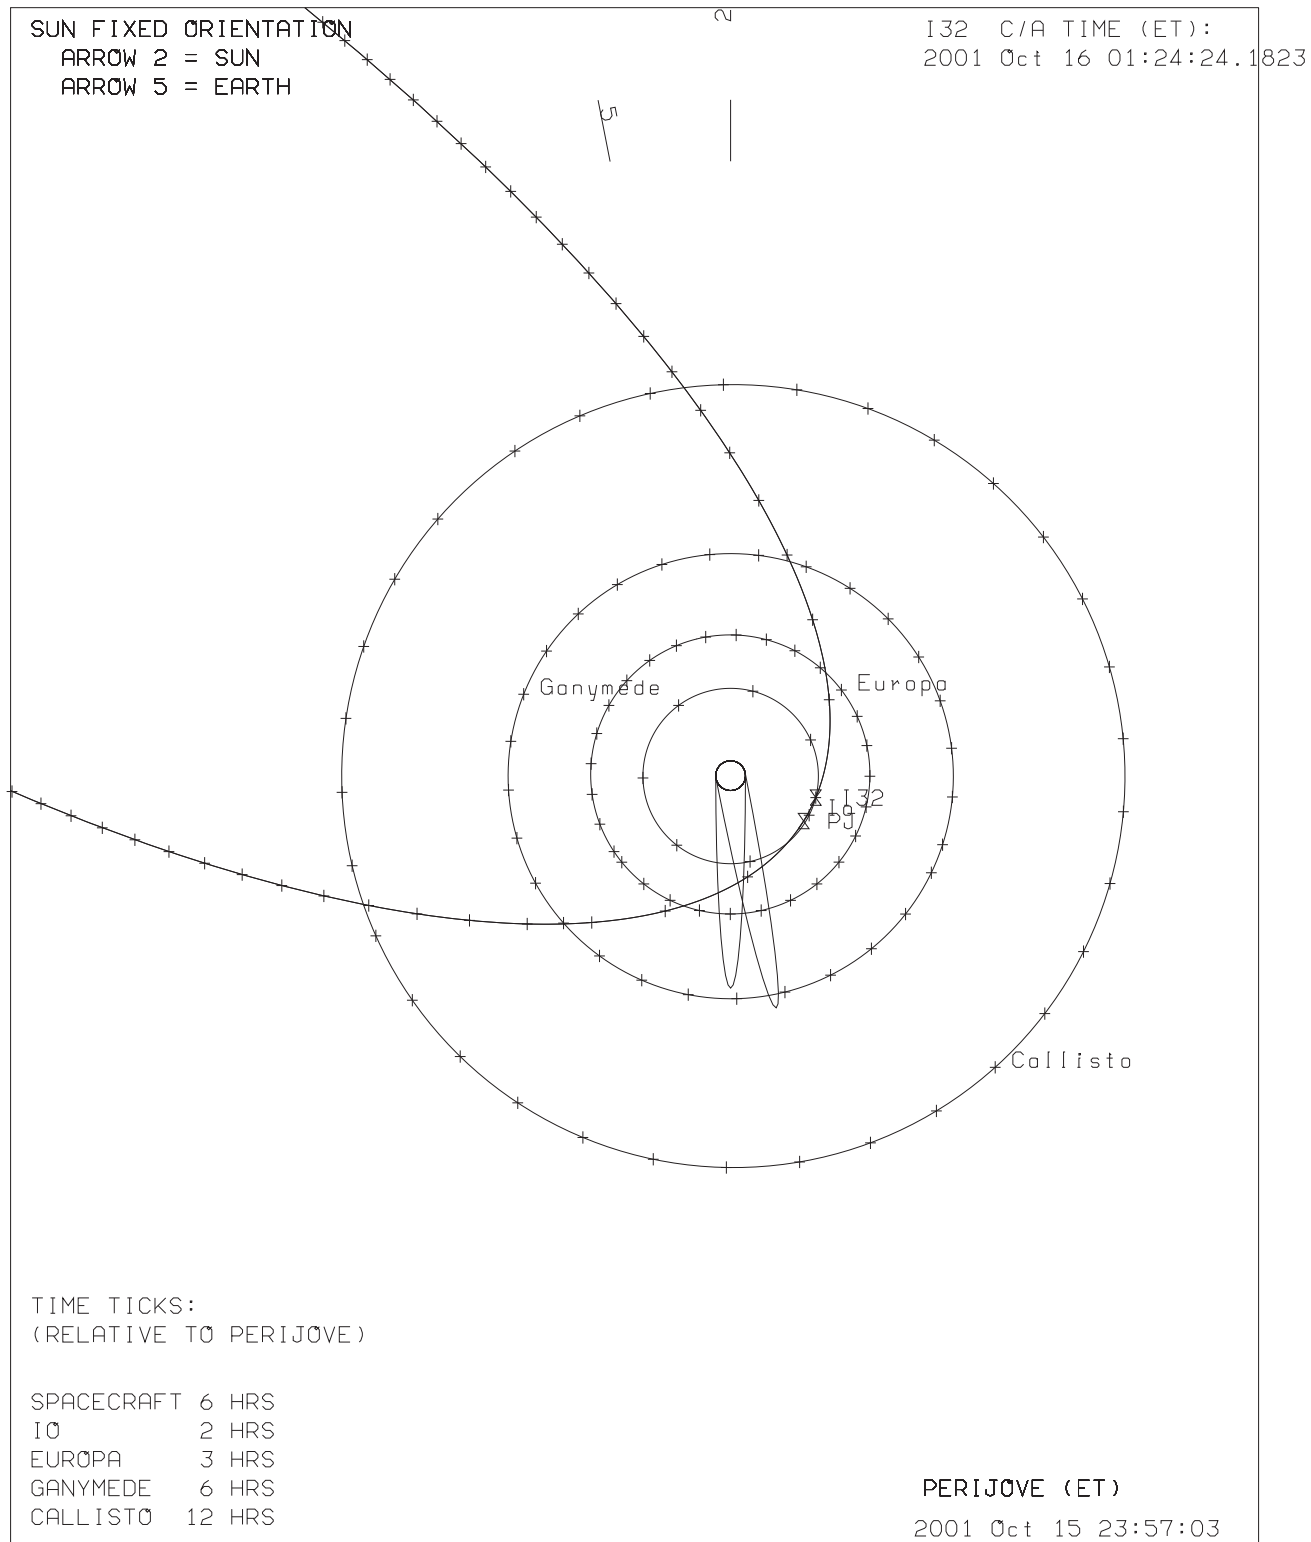 SUN FIXED ORIENTATION
ARROW 2 = SUN
ARROW 5 = EARTH
2
I32 C/A TIME (ET):
2001 Oct 16 01:24:24.1823
5
Ganymede
Europa
I32
IO
PJ
Callisto
TIME TICKS:
(RELATIVE TO PERIJOVE)
SPACECRAFT 6 HRS
IO 2 HRS
EUROPA 3 HRS
GANYMEDE 6 HRS
CALLISTO 12 HRS
PERIJOVE (ET)
2001 Oct 15 23:57:03